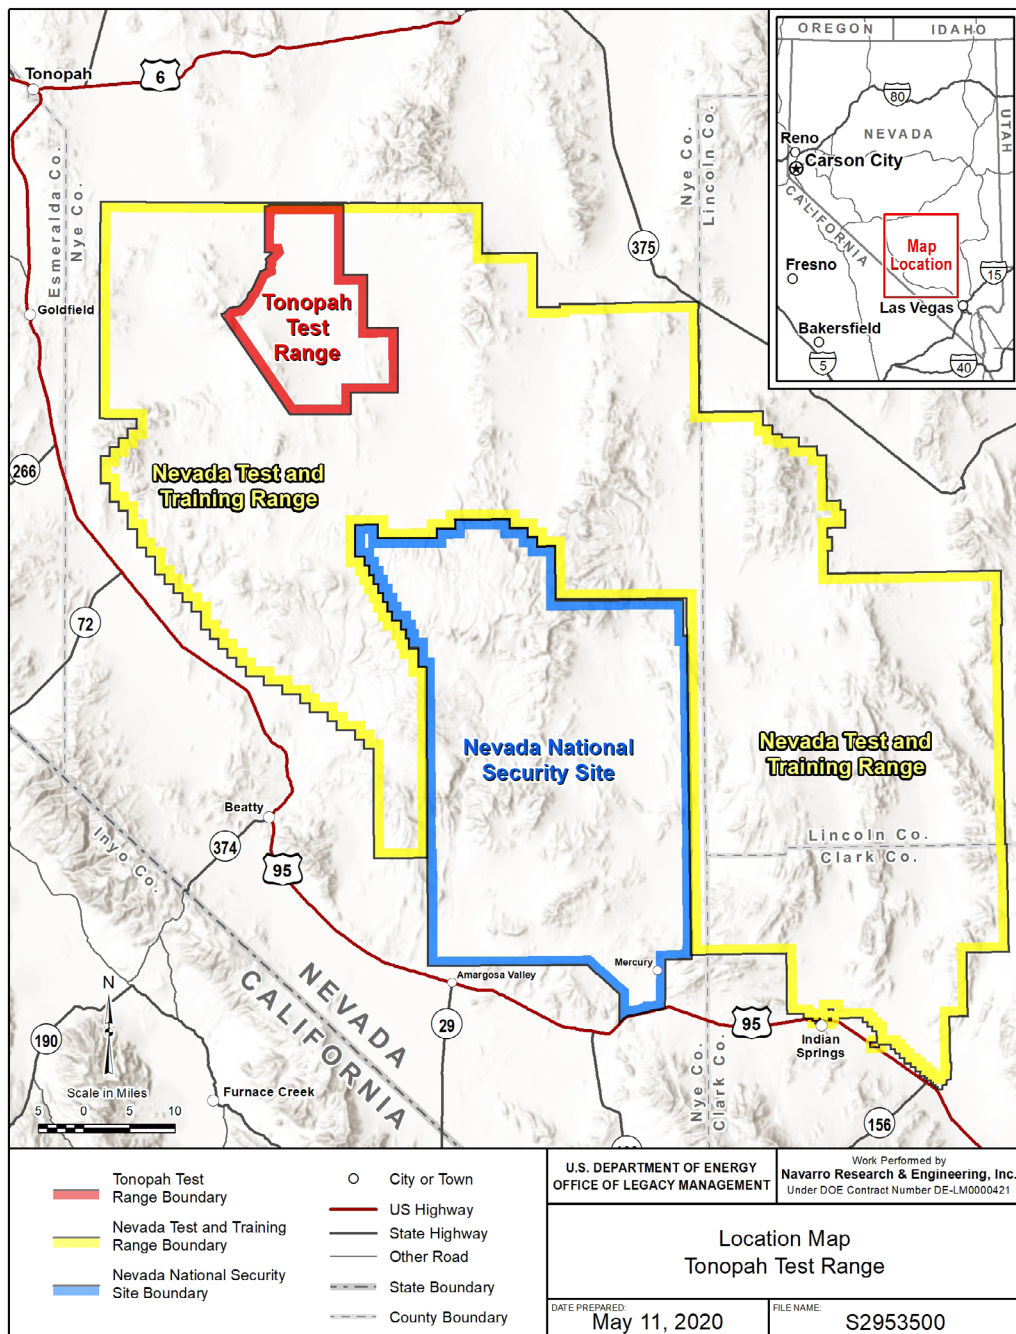 Tonopah
6
Esmeralda Co.
Nye Co.
Nye Co.
Lincoln Co.
375
Goldfield
Tonopah
Test
Range
266
Nevada Test and
Training Range
72
Nevada National
Security Site
Nevada Test and
Training Range
Lincoln Co.
Clark Co.
Beatty
374
95
Inyo Co.
NEVADA
CALIFORNIA
Amargosa Valley
Mercury
29
95
Indian
Springs
Nye Co.
Clark Co.
156
190
Furnace Creek
N
Scale in Miles
5 0 5 10
OREGON
IDAHO
80
NEVADA
UTAH
Reno
Carson City
CALIFORNIA
Map
Location
Fresno
15
Las Vegas
Bakersfield
5
40
Tonopah Test
Range Boundary
Nevada Test and Training
Range Boundary
Nevada National Security
Site Boundary
City or Town
US Highway
State Highway
Other Road
State Boundary
County Boundary
U.S. DEPARTMENT OF ENERGY
OFFICE OF LEGACY MANAGEMENT
Work Performed by
Navarro Research & Engineering, Inc.
Under DOE Contract Number DE-LM0000421
Location Map
Tonopah Test Range
DATE PREPARED:
May 11, 2020
FILE NAME:
S2953500